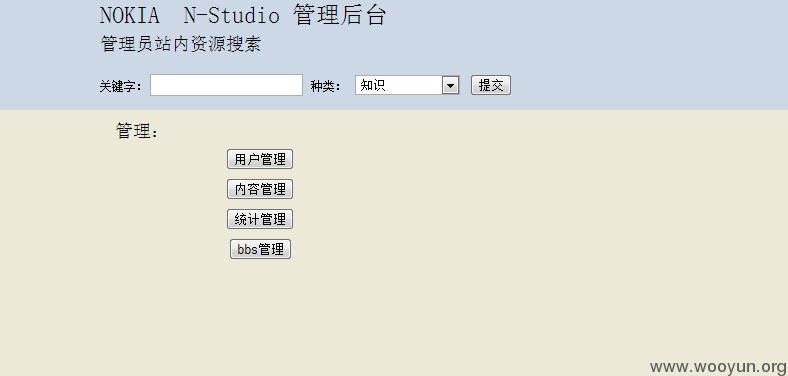 NOKIA  N-Studio 管理后台
管理员站内资源搜索
关键字: 种类: 知识 提交
管理:
用户管理
内容管理
统计管理
bbs管理
www.wooyun.org